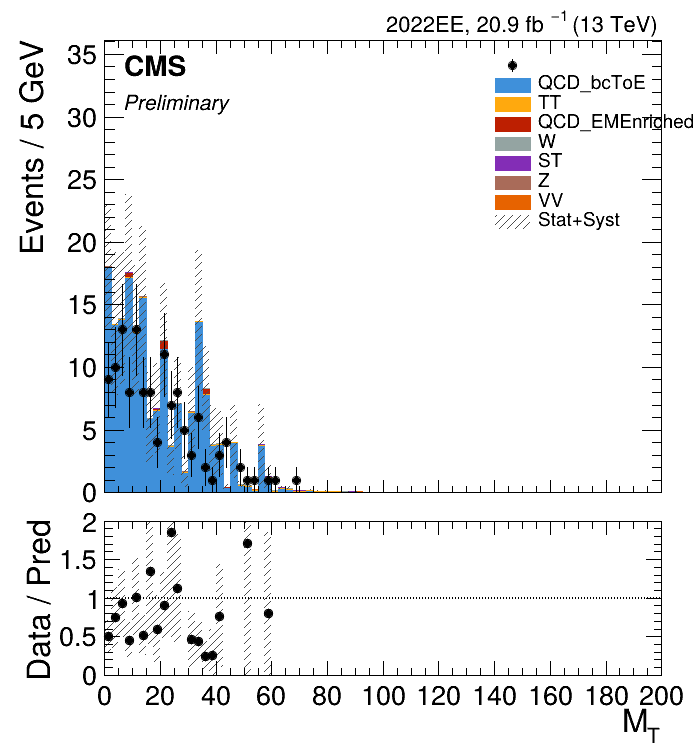 2022EE, 20.9 fb⁻¹ (13 TeV)
Events / 5 GeV
35
30
25
20
15
10
5
0
CMS
Preliminary
QCD_bcToE
TT
QCD_EMEnriched
W
ST
Z
VV
Stat+Syst
Data / Pred
2
1.5
1
0.5
0
0 20 40 60 80 100 120 140 160 180 200
M_T